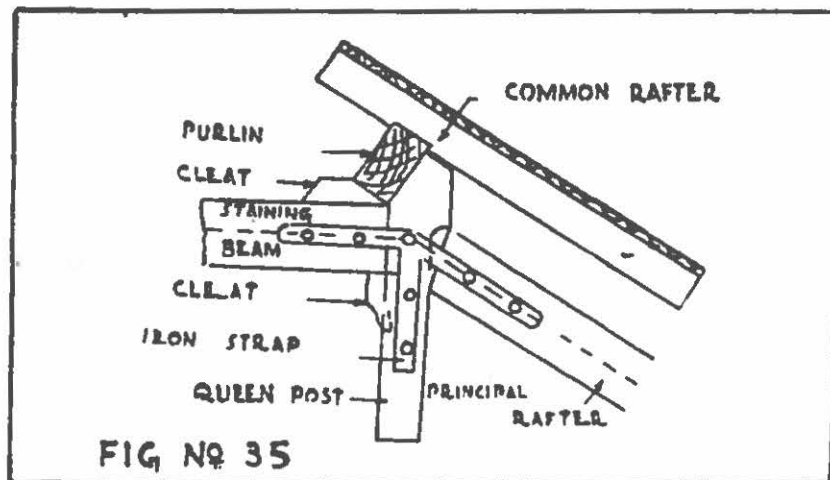 COMMON RAFTER
PURLIN
CLEAT
STAINING
BEAM
CLEAT
IRON STRAP
QUEEN POST
PRINCIPAL
RAFTER
FIG Nº 35